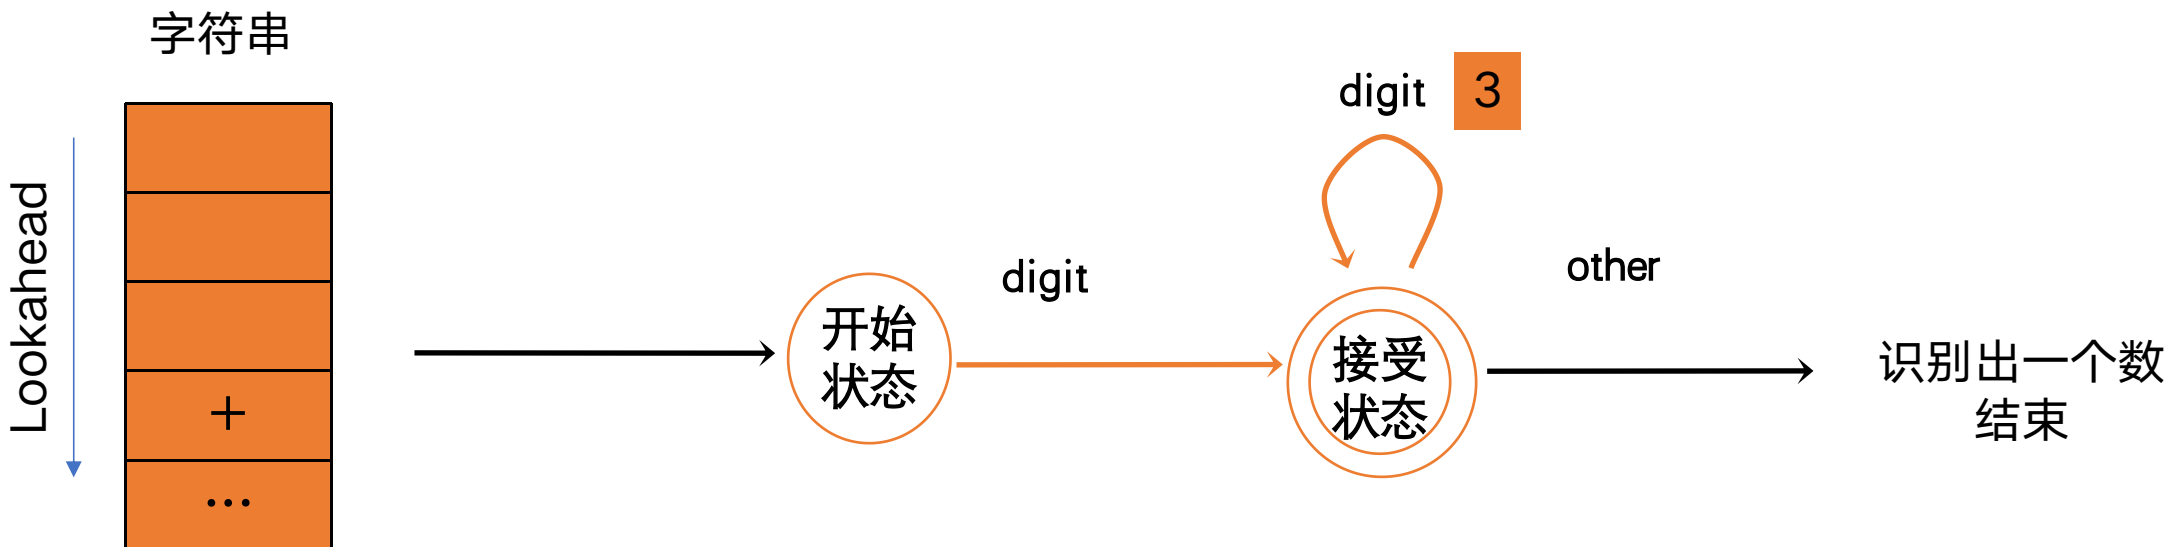 字符串
Lookahead
+
...
开始
状态
digit
digit
3
接受
状态
other
识别出一个数
结束